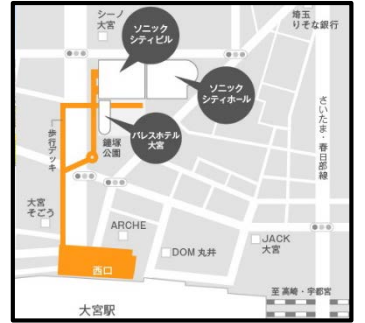 シーノ
大宮
ソニック
シティビル
埼玉
りそな銀行
ソニック
シティホール
さいたま・春日部線
歩行デッキ
鐘塚
公園
パレスホテル
大宮
大宮
そごう
ARCHE
DOM 丸井
JACK
大宮
西口
至 高崎・宇都宮
大宮駅